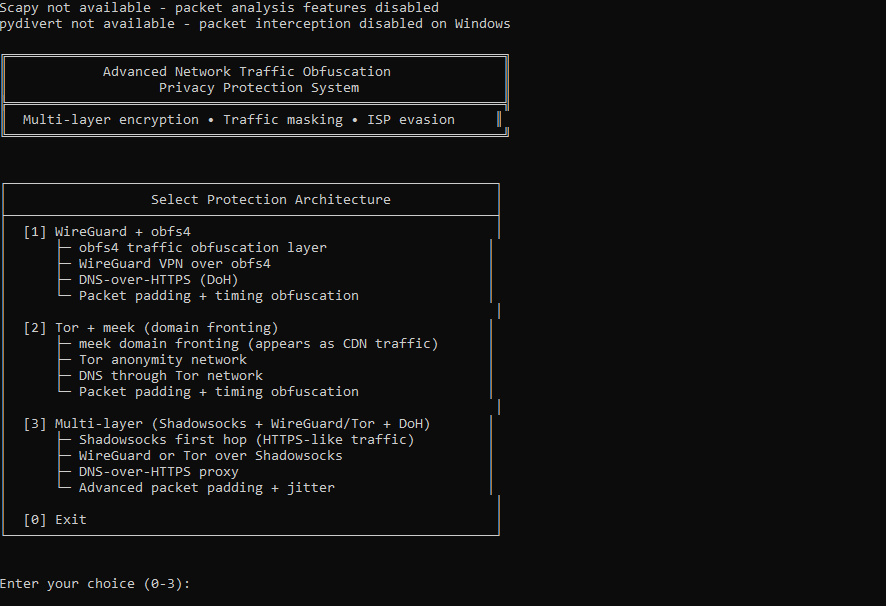 Scapy not available - packet analysis features disabled
pydivert not available - packet interception disabled on Windows
Advanced Network Traffic Obfuscation
Privacy Protection System
Multi-layer encryption • Traffic masking • ISP evasion
Select Protection Architecture
[1] WireGuard + obfs4
├─ obfs4 traffic obfuscation layer
├─ WireGuard VPN over obfs4
├─ DNS-over-HTTPS (DoH)
└─ Packet padding + timing obfuscation
[2] Tor + meek (domain fronting)
├─ meek domain fronting (appears as CDN traffic)
├─ Tor anonymity network
├─ DNS through Tor network
└─ Packet padding + timing obfuscation
[3] Multi-layer (Shadowsocks + WireGuard/Tor + DoH)
├─ Shadowsocks first hop (HTTPS-like traffic)
├─ WireGuard or Tor over Shadowsocks
├─ DNS-over-HTTPS proxy
└─ Advanced packet padding + jitter
[0] Exit
Enter your choice (0-3):